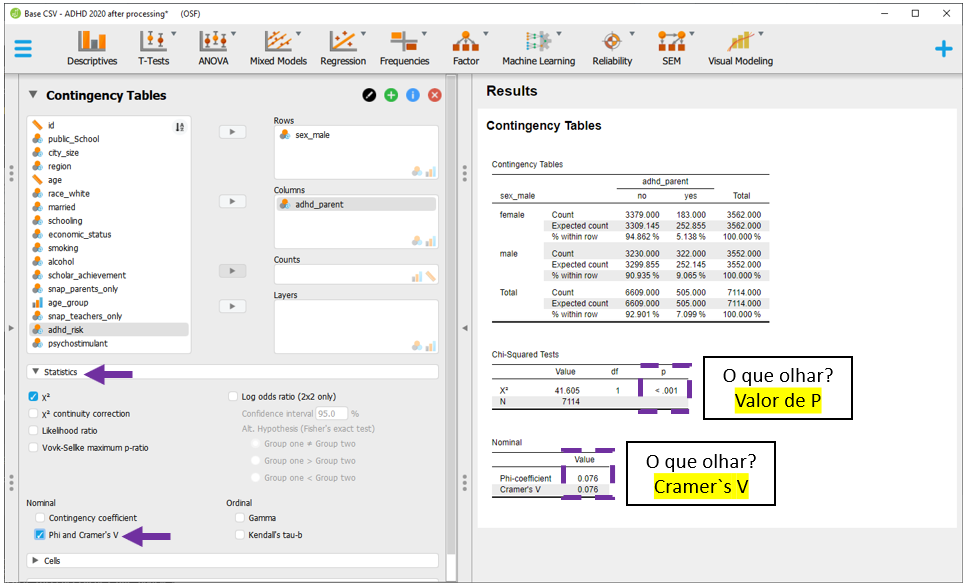 Base CSV - ADHD 2020 after processing* (OSF)
Descriptives T-Tests ANOVA Mixed Models Regression Frequencies Factor Machine Learning Reliability SEM Visual Modeling
Contingency Tables
id
public_School
city_size
region
age
race_white
married
schooling
economic_status
smoking
alcohol
scholar_achievement
snap_parents_only
age_group
snap_teachers_only
adhd_risk
psychostimulant
Rows
sex_male
Columns
adhd_parent
Counts
Layers
Statistics
X²
X² continuity correction
Likelihood ratio
Vovk-Sellke maximum p-ratio
Log odds ratio (2x2 only)
Confidence interval 95.0 %
Alt. Hypothesis (Fisher's exact test)
Group one ≠ Group two
Group one > Group two
Group one < Group two
Nominal
Contingency coefficient
Phi and Cramer's V
Ordinal
Gamma
Kendall's tau-b
Cells
Results
Contingency Tables
Contingency Tables
adhd_parent
sex_male no yes Total
female Count 3379.000 183.000 3562.000
Expected count 3309.145 252.855 3562.000
% within row 94.862 % 5.138 % 100.000 %
male Count 3230.000 322.000 3552.000
Expected count 3299.855 252.145 3552.000
% within row 90.935 % 9.065 % 100.000 %
Total Count 6609.000 505.000 7114.000
Expected count 6609.000 505.000 7114.000
% within row 92.901 % 7.099 % 100.000 %
Chi-Squared Tests
Value df p
X² 41.605 1 < .001
N 7114
O que olhar?
Valor de P
Nominal
Value
Phi-coefficient 0.076
Cramer's V 0.076
O que olhar?
Cramer`s V